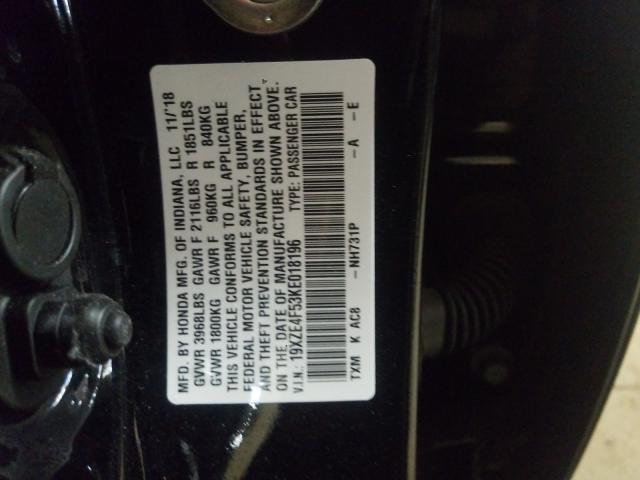 MFD. BY HONDA MFG. OF INDIANA, LLC 11/'18
GVWR 3968LBS GAWR F 2116LBS R 1851LBS
GVWR 1800KG GAWR F 960KG R 840KG
THIS VEHICLE CONFORMS TO ALL APPLICABLE
FEDERAL MOTOR VEHICLE SAFETY, BUMPER,
AND THEFT PREVENTION STANDARDS IN EFFECT
ON THE DATE OF MANUFACTURE SHOWN ABOVE.
V.I.N.: 19XZE4F53KE018196 TYPE: PASSENGER CAR
TXM K AC8 -NH731P -A -E